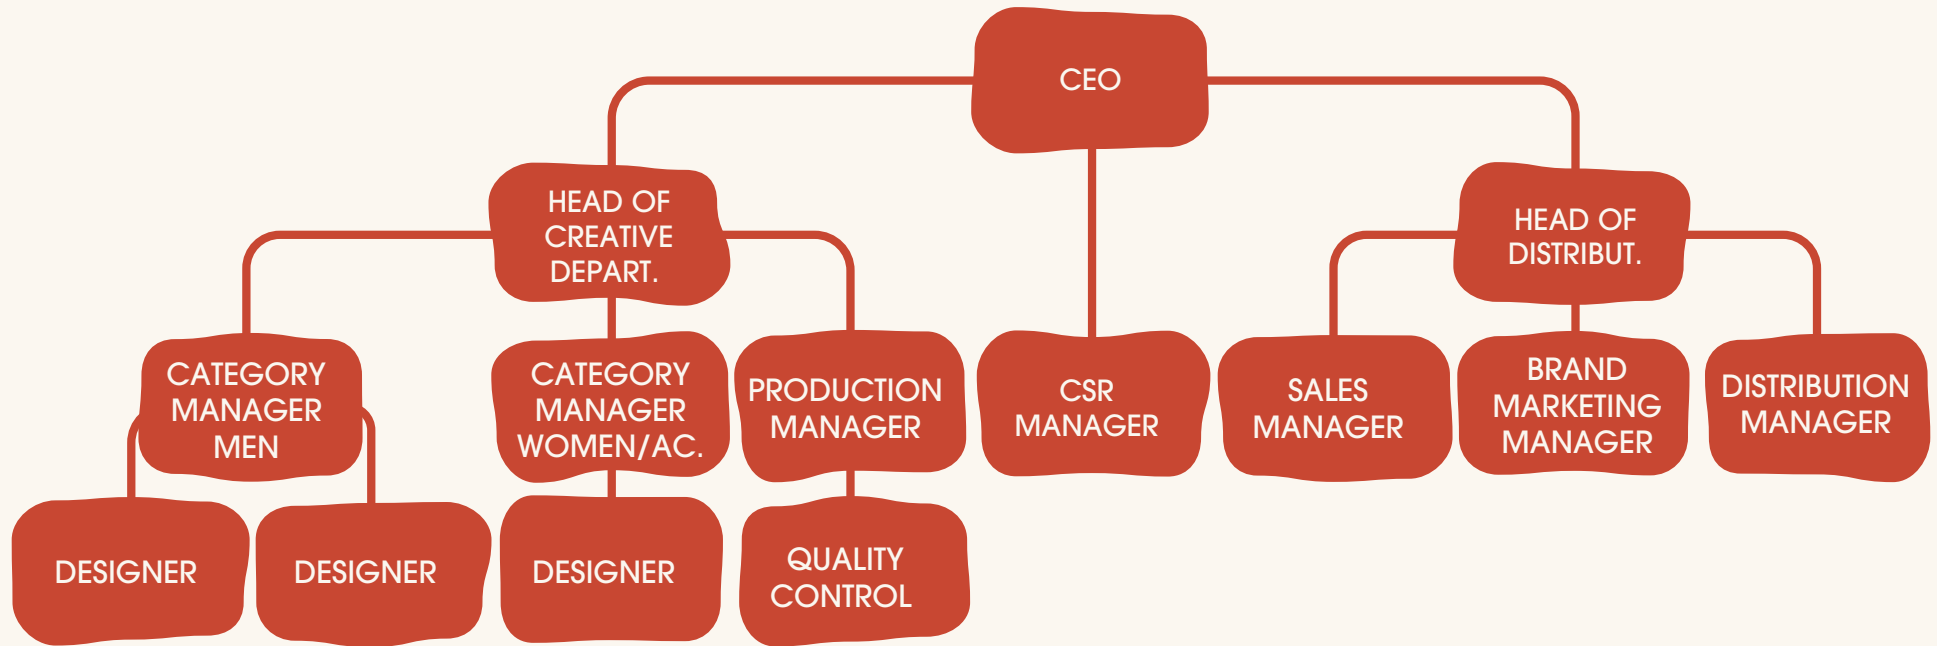 CEO
HEAD OF
CREATIVE
DEPART.
HEAD OF
DISTRIBUT.
CATEGORY
MANAGER
MEN
CATEGORY
MANAGER
WOMEN/AC.
PRODUCTION
MANAGER
CSR
MANAGER
SALES
MANAGER
BRAND
MARKETING
MANAGER
DISTRIBUTION
MANAGER
DESIGNER
DESIGNER
DESIGNER
QUALITY
CONTROL